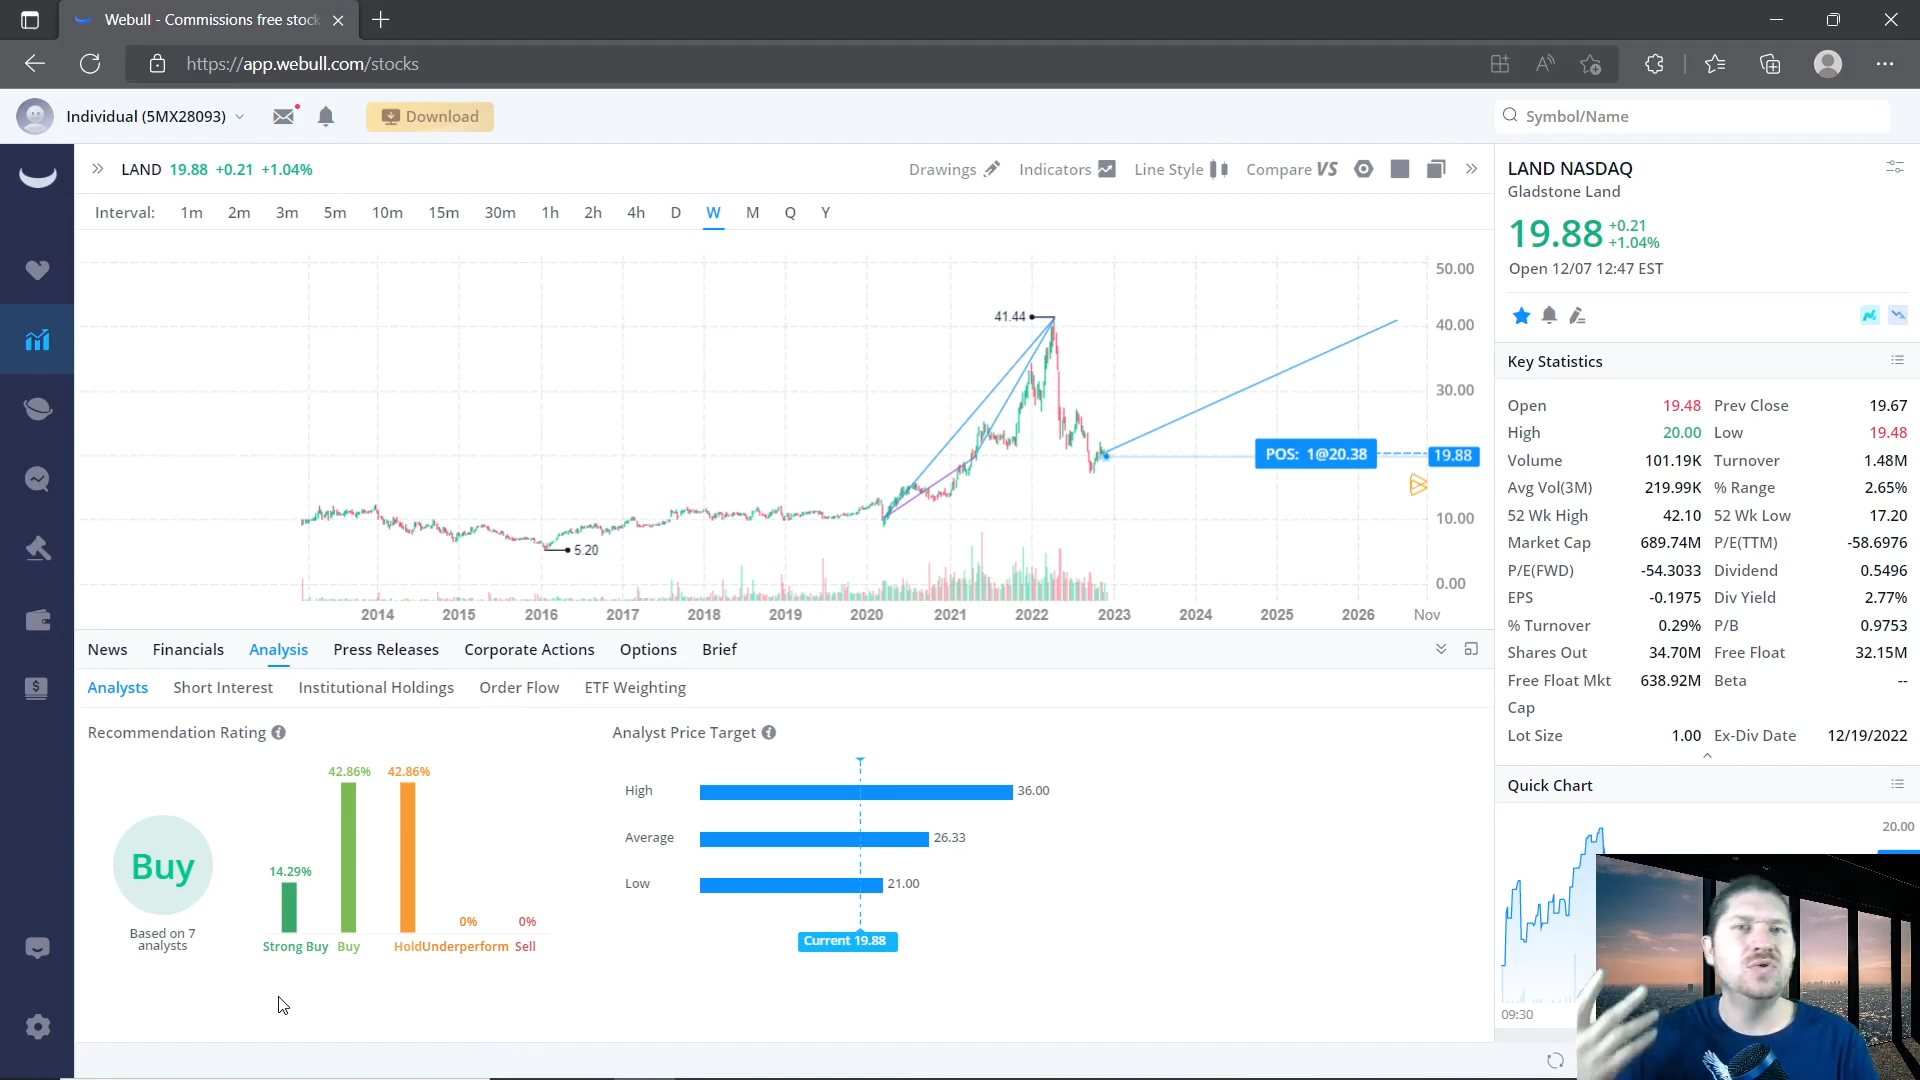 Webull - Commissions free stock
https://app.webull.com/stocks
Individual (5MX28093)
Download
Symbol/Name
LAND 19.88 +0.21 +1.04%
Drawings
Indicators
Line Style
Compare VS
Interval: 1m 2m 3m 5m 10m 15m 30m 1h 2h 4h D W M Q Y
50.00
41.44
40.00
30.00
POS: 1@20.38
19.88
10.00
5.20
0.00
2014 2015 2016 2017 2018 2019 2020 2021 2022 2023 2024 2025 2026 Nov
News Financials Analysis Press Releases Corporate Actions Options Brief
Analysts Short Interest Institutional Holdings Order Flow ETF Weighting
Recommendation Rating
Buy
Based on 7
analysts
14.29%
42.86%
42.86%
0%
0%
Strong Buy Buy HoldUnderperform Sell
Analyst Price Target
High 36.00
Average 26.33
Low 21.00
Current 19.88
LAND NASDAQ
Gladstone Land
19.88 +0.21
+1.04%
Open 12/07 12:47 EST
Key Statistics
Open 19.48 Prev Close 19.67
High 20.00 Low 19.48
Volume 101.19K Turnover 1.48M
Avg Vol(3M) 219.99K % Range 2.65%
52 Wk High 42.10 52 Wk Low 17.20
Market Cap 689.74M P/E(TTM) -58.6976
P/E(FWD) -54.3033 Dividend 0.5496
EPS -0.1975 Div Yield 2.77%
% Turnover 0.29% P/B 0.9753
Shares Out 34.70M Free Float 32.15M
Free Float Mkt 638.92M Beta --
Cap
Lot Size 1.00 Ex-Div Date 12/19/2022
Quick Chart
20.00
09:30